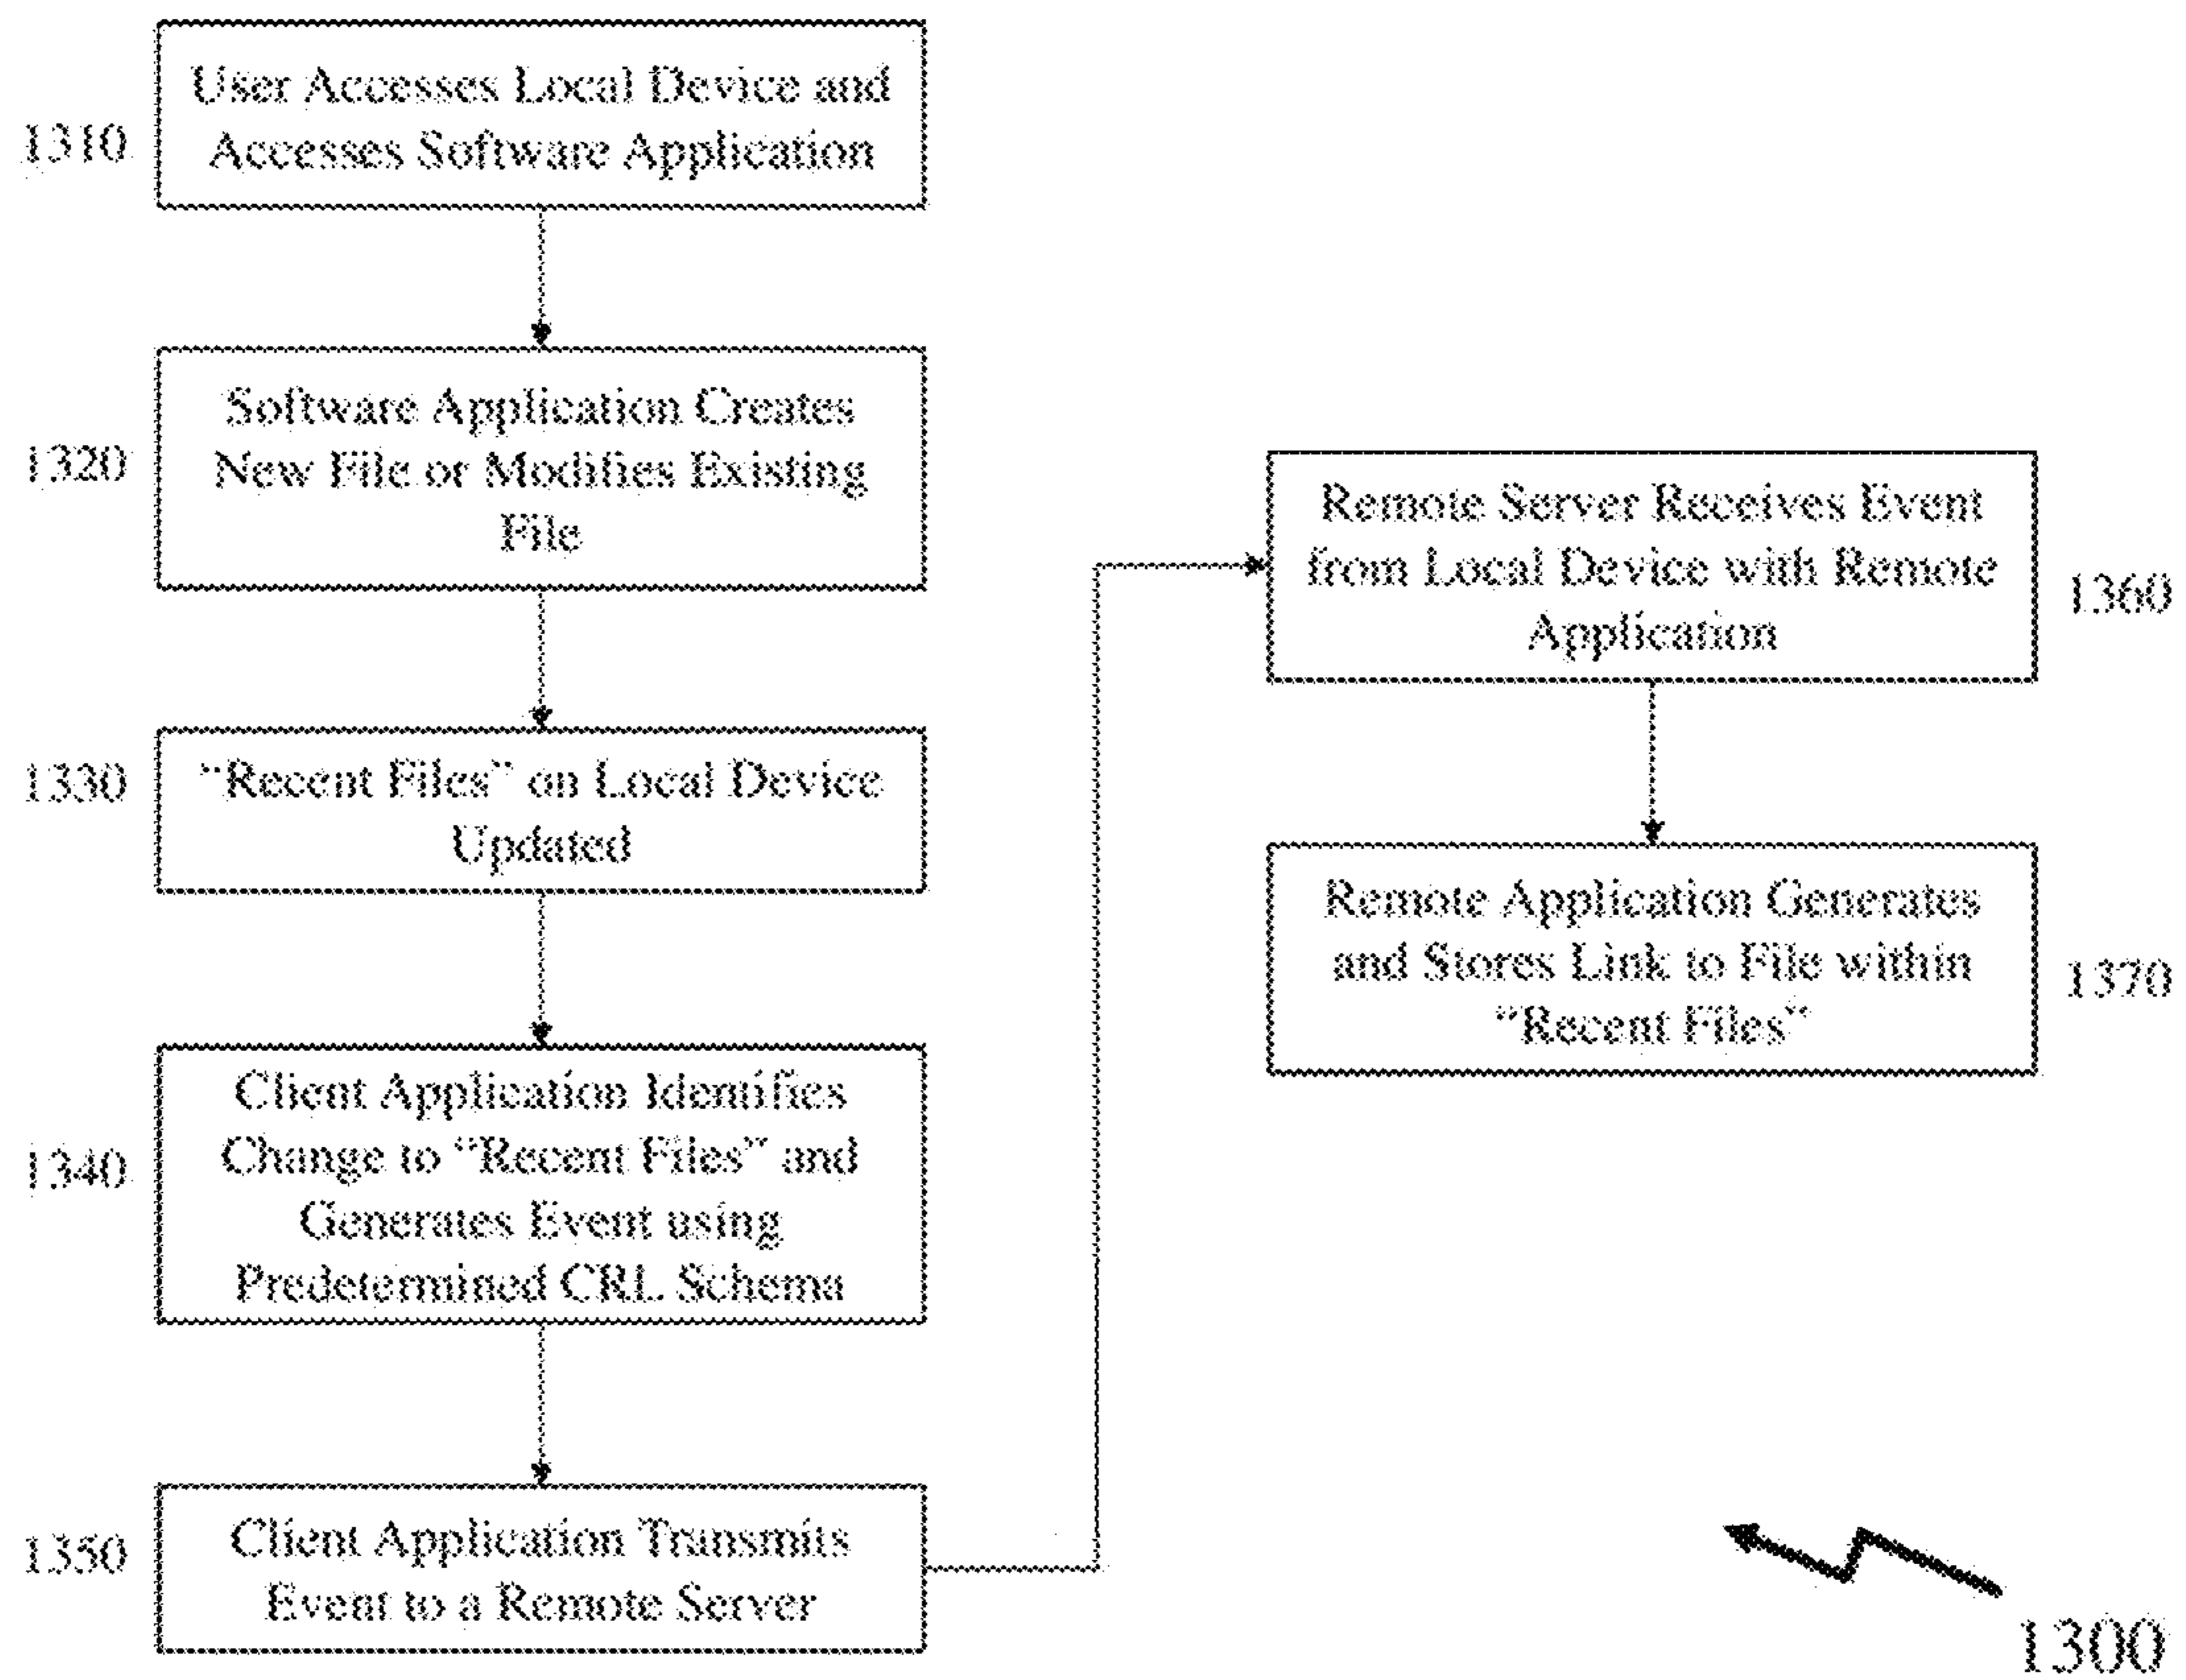 1310
User Accesses Local Device and
Accesses Software Application
1320
Software Application Creates
New File or Modifies Existing
File
1330
“Recent Files” on Local Device
Updated
1340
Client Application Identifies
Change to “Recent Files” and
Generates Event using
Predetermined CRL Schema
1350
Client Application Transmits
Event to a Remote Server
Remote Server Receives Event
from Local Device with Remote
Application
1360
Remote Application Generates
and Stores Link to File within
“Recent Files“
1370
1300